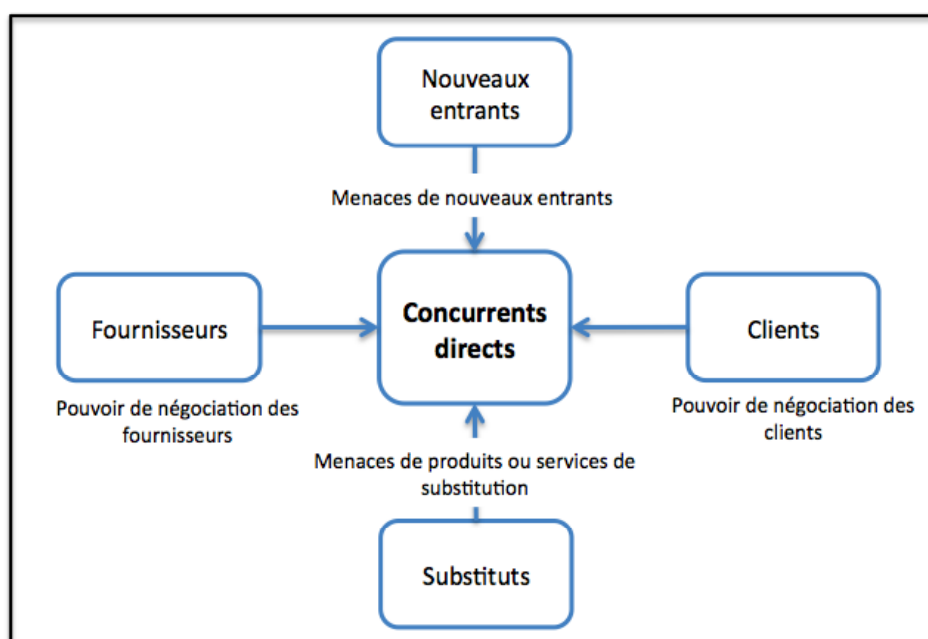 Nouveaux
entrants
Menaces de nouveaux entrants
Fournisseurs
Concurrents
directs
Clients
Pouvoir de négociation des
fournisseurs
Pouvoir de négociation des
clients
Menaces de produits ou services de
substitution
Substituts